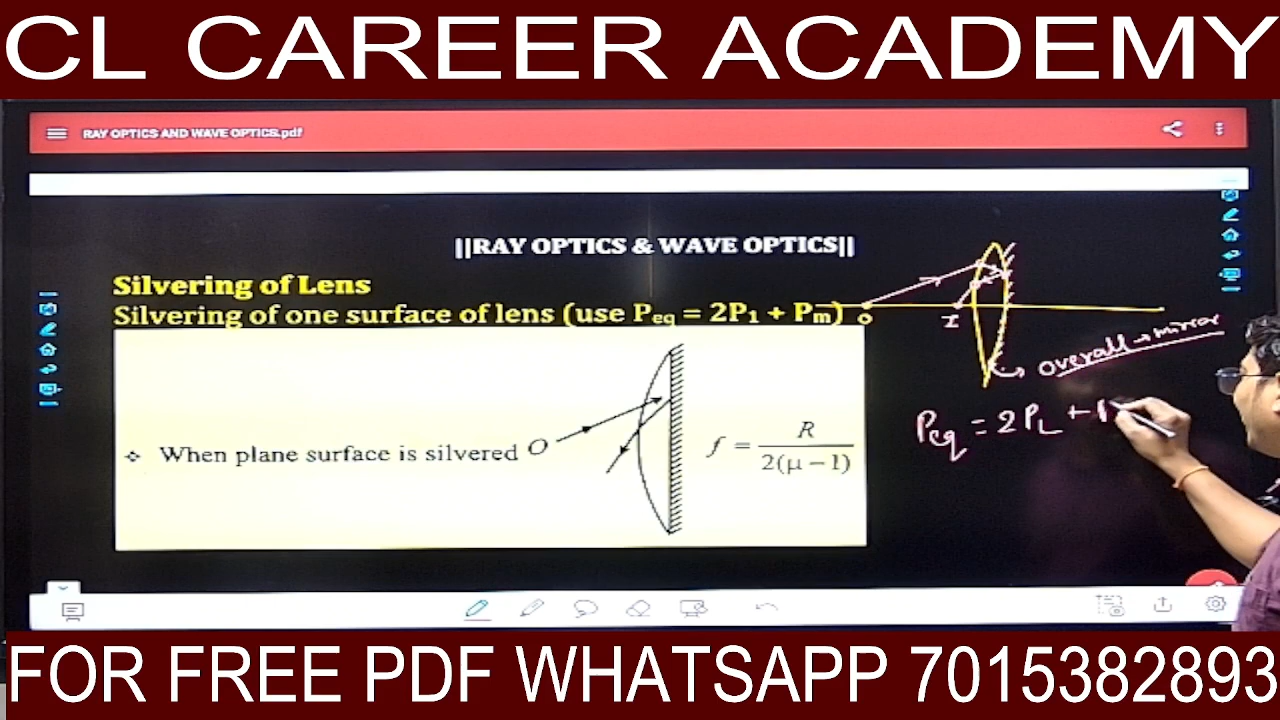 CL CAREER ACADEMY
RAY OPTICS AND WAVE OPTICS.pdf
||RAY OPTICS & WAVE OPTICS||
Silvering of Lens
Silvering of one surface of lens (use Peq = 2P1 + Pm)
O
I
overall → mirror
Peq = 2PL +
❖ When plane surface is silvered O
f = R / 2(μ – 1)
FOR FREE PDF WHATSAPP 7015382893